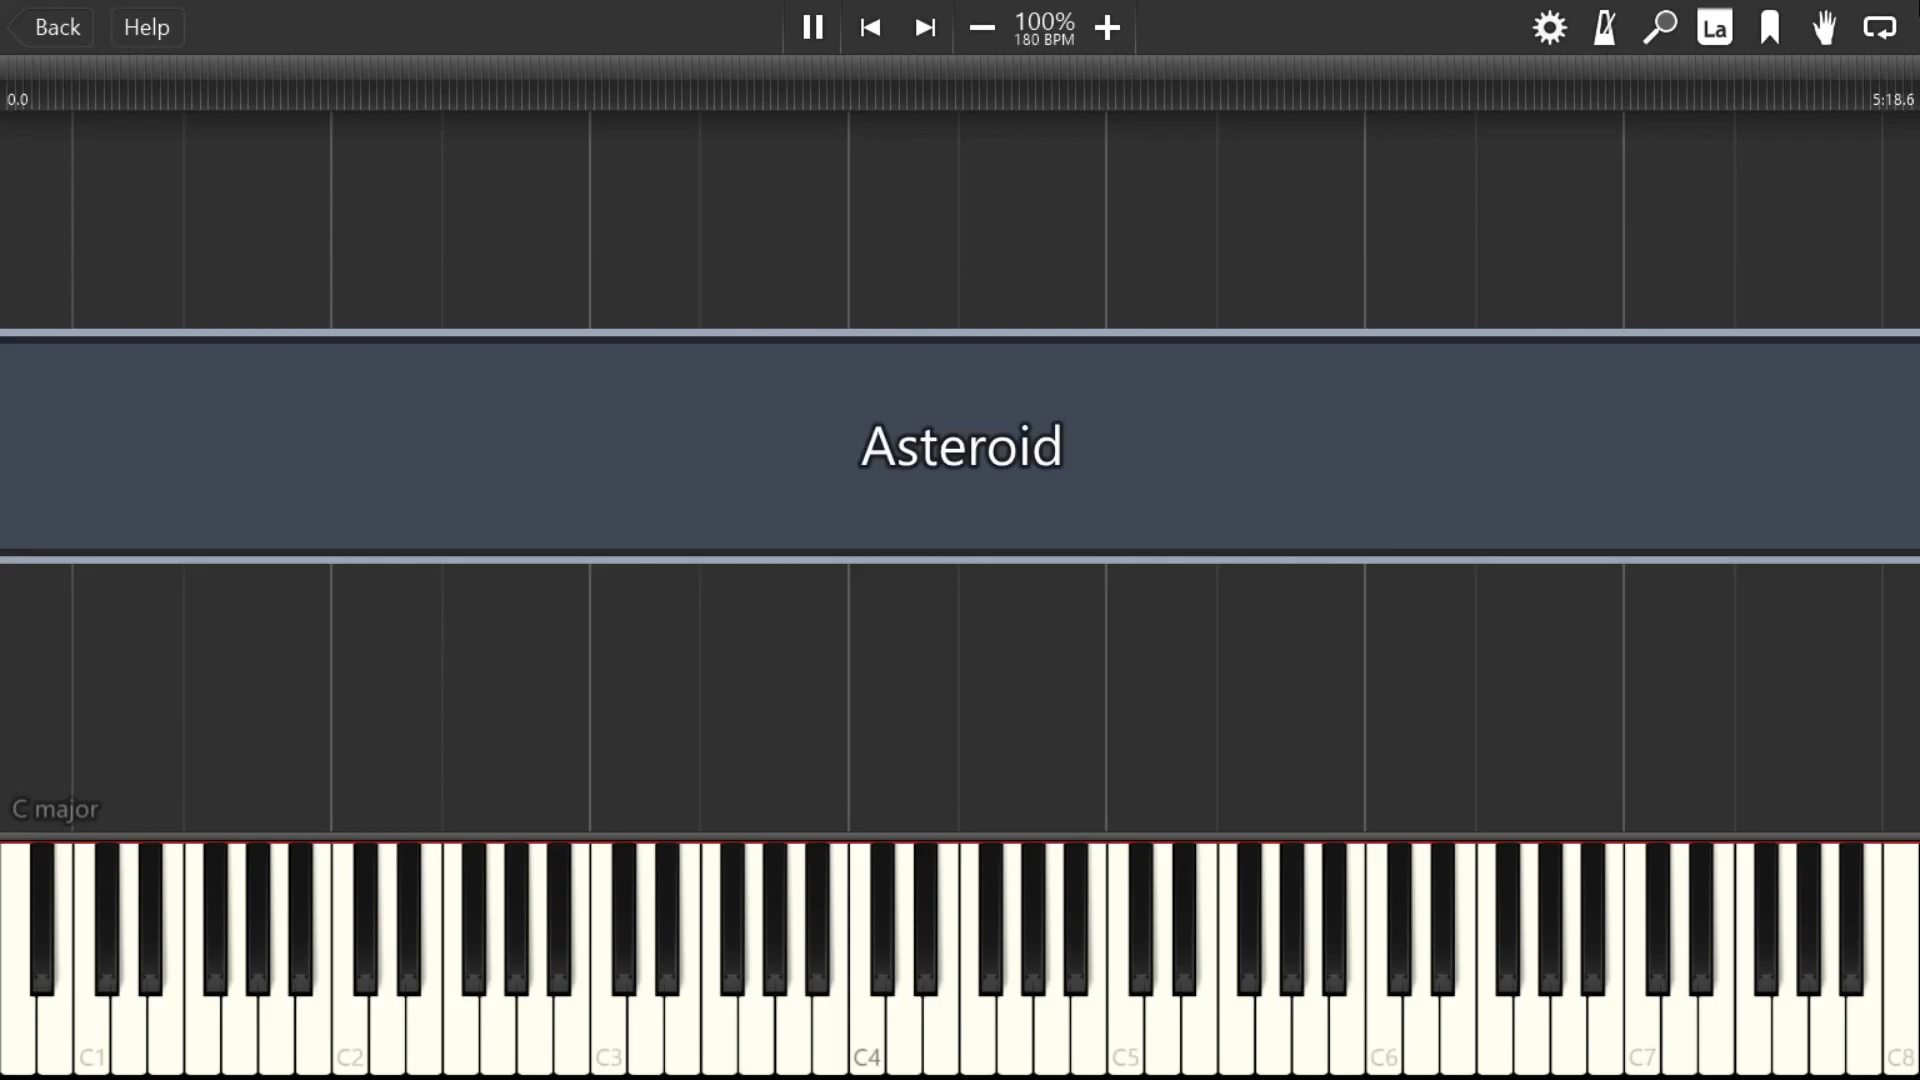 Back
Help
100%
180 BPM
La
0.0
5:18.6
Asteroid
C major
C1
C2
C3
C4
C5
C6
C7
C8